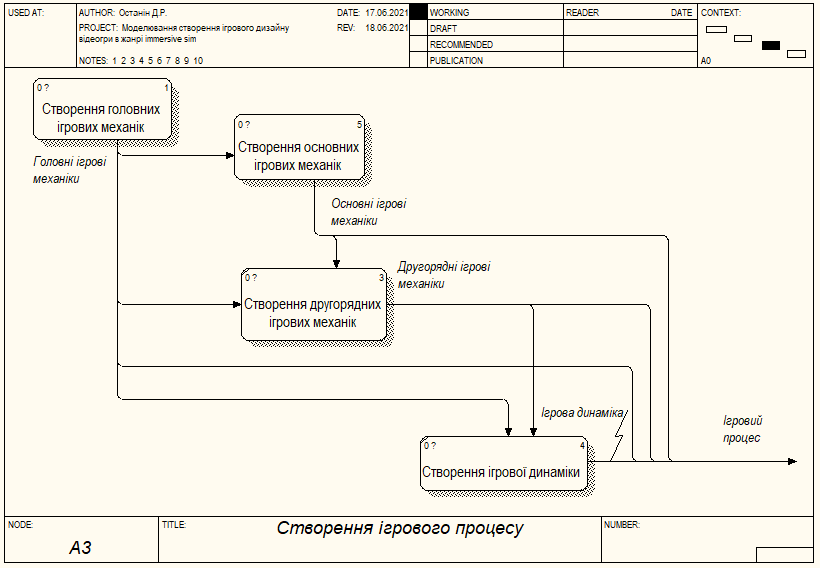 USED AT:
AUTHOR: Останін Д.Р.
DATE: 17.06.2021
PROJECT: Моделювання створення ігрового дизайну
відеогри в жанрі immersive sim
REV: 18.06.2021
NOTES: 1 2 3 4 5 6 7 8 9 10
WORKING
DRAFT
RECOMMENDED
PUBLICATION
READER
DATE
CONTEXT:
A0
0 ?
1
Створення головних
ігрових механік
0 ?
5
Створення основних
ігрових механік
Головні ігрові
механіки
Основні ігрові
механіки
0 ?
3
Створення другорядних
ігрових механік
Другорядні ігрові
механіки
Ігрова динаміка
Ігровий
процес
0 ?
4
Створення ігрової динаміки
NODE:
A3
TITLE:
Створення ігрового процесу
NUMBER: